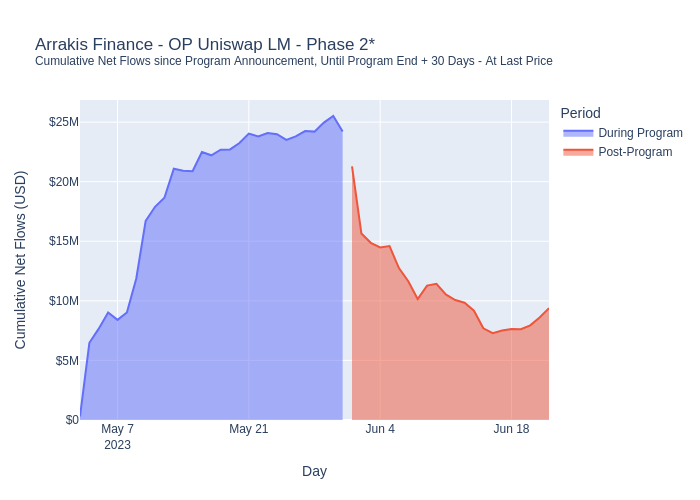 Arrakis Finance - OP Uniswap LM - Phase 2*
Cumulative Net Flows since Program Announcement, Until Program End + 30 Days - At Last Price
Period
During Program
Post-Program
Cumulative Net Flows (USD)
$25M
$20M
$15M
$10M
$5M
$0
May 7
2023
May 21
Jun 4
Jun 18
Day